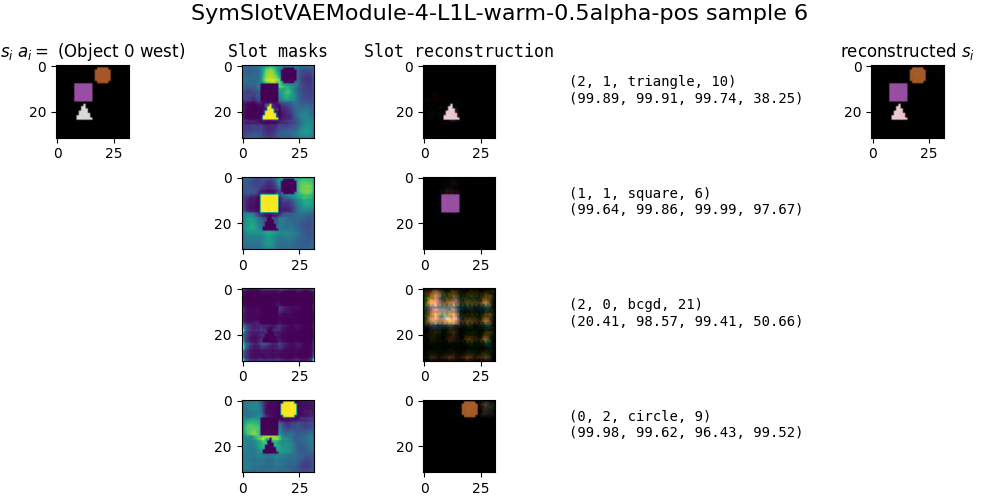 SymSlotVAEModule-4-L1L-warm-0.5alpha-pos sample 6
s_i a_i = (Object 0 west)
Slot masks
Slot reconstruction
reconstructed s_i
0
20
0 25
0
20
0 25
0
20
0 25
(2, 1, triangle, 10)
(99.89, 99.91, 99.74, 38.25)
0
20
0 25
0
20
0 25
0
20
0 25
(1, 1, square, 6)
(99.64, 99.86, 99.99, 97.67)
0
20
0 25
0
20
0 25
(2, 0, bcgd, 21)
(20.41, 98.57, 99.41, 50.66)
0
20
0 25
0
20
0 25
(0, 2, circle, 9)
(99.98, 99.62, 96.43, 99.52)